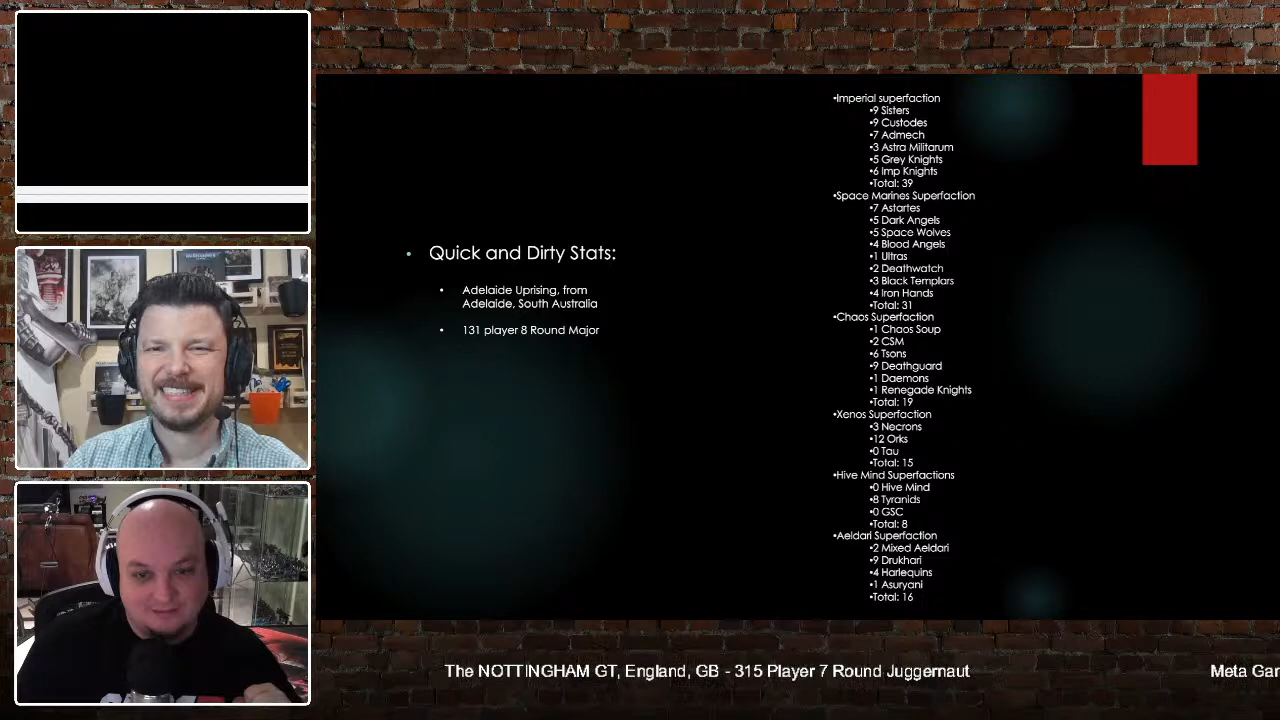 Quick and Dirty Stats:
Adelaide Uprising, from
Adelaide, South Australia
131 player 8 Round Major
•Imperial superfaction
•9 Sisters
•9 Custodes
•7 Admech
•3 Astra Militarum
•5 Grey Knights
•6 Imp Knights
•Total: 39
•Space Marines Superfaction
•7 Astartes
•5 Dark Angels
•5 Space Wolves
•4 Blood Angels
•1 Ultras
•2 Deathwatch
•3 Black Templars
•4 Iron Hands
•Total: 31
•Chaos Superfaction
•1 Chaos Soup
•2 CSM
•6 Tsons
•9 Deathguard
•1 Daemons
•1 Renegade Knights
•Total: 19
•Xenos Superfaction
•3 Necrons
•12 Orks
•0 Tau
•Total: 15
•Hive Mind Superfactions
•0 Hive Mind
•8 Tyranids
•0 GSC
•Total: 8
•Aeldari Superfaction
•2 Mixed Aeldari
•9 Drukhari
•4 Harlequins
•1 Asuryani
•Total: 16
The NOTTINGHAM GT, England, GB - 315 Player 7 Round Juggernaut
Meta Gar